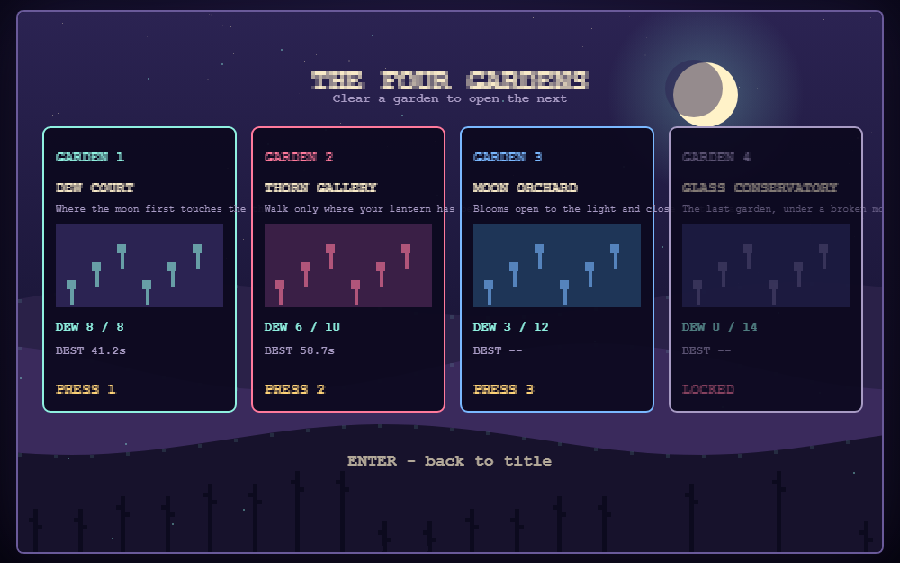 THE FOUR GARDENS
Clear a garden to open the next
GARDEN 1
DEW COURT
Where the moon first touches the
DEW 8 / 8
BEST 41.2s
PRESS 1
GARDEN 2
THORN GALLERY
Walk only where your lantern has
DEW 6 / 10
BEST 50.7s
PRESS 2
GARDEN 3
MOON ORCHARD
Blooms open to the light and clos
DEW 3 / 12
BEST --
PRESS 3
GARDEN 4
GLASS CONSERVATORY
The last garden, under a broken mo
DEW 0 / 14
BEST --
LOCKED
ENTER - back to title